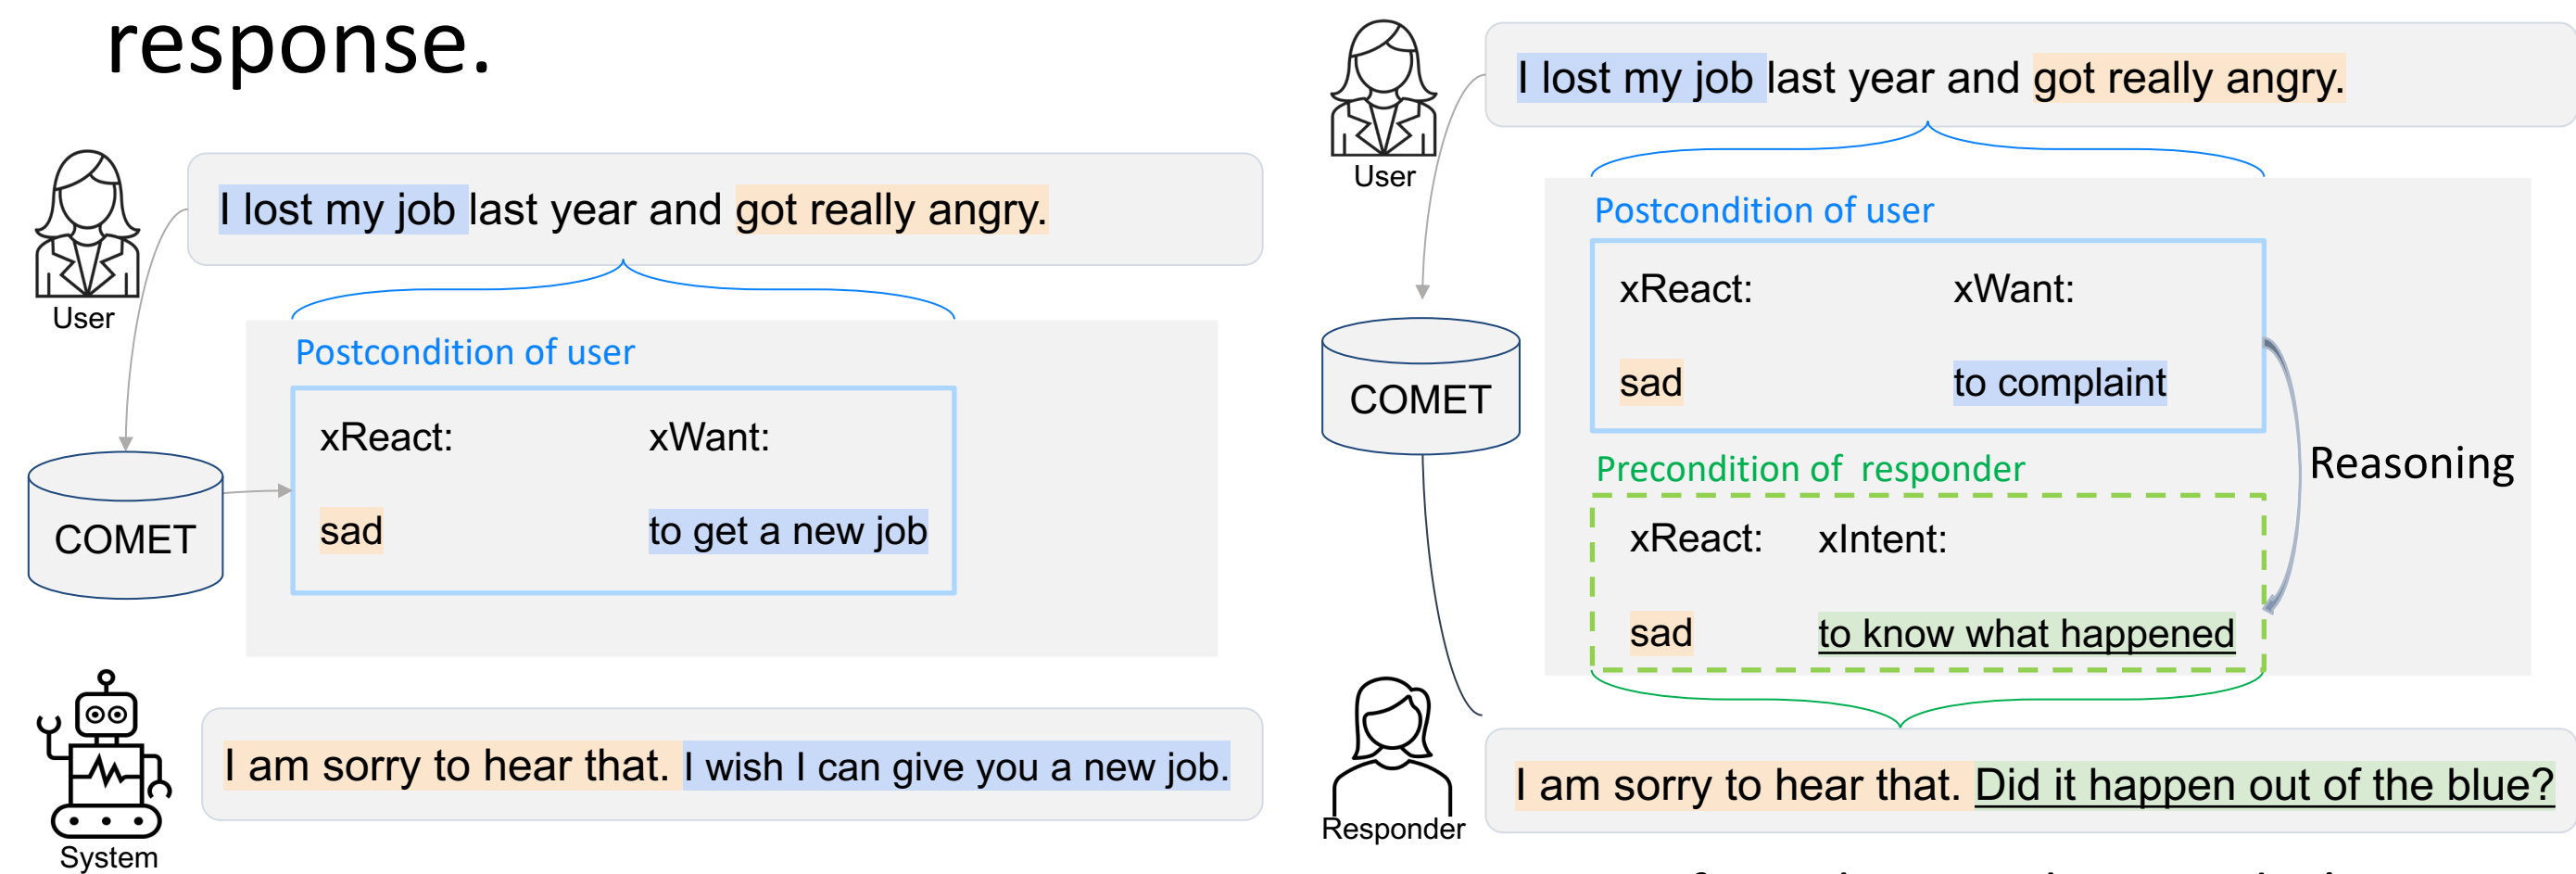 response.
I lost my job last year and got really angry.
User
Postcondition of user
xReact: xWant:
sad to get a new job
COMET
I am sorry to hear that. I wish I can give you a new job.
System
I lost my job last year and got really angry.
User
Postcondition of user
xReact: xWant:
sad to complaint
COMET
Reasoning
Precondition of responder
xReact: xIntent:
sad to know what happened
I am sorry to hear that. Did it happen out of the blue?
Responder